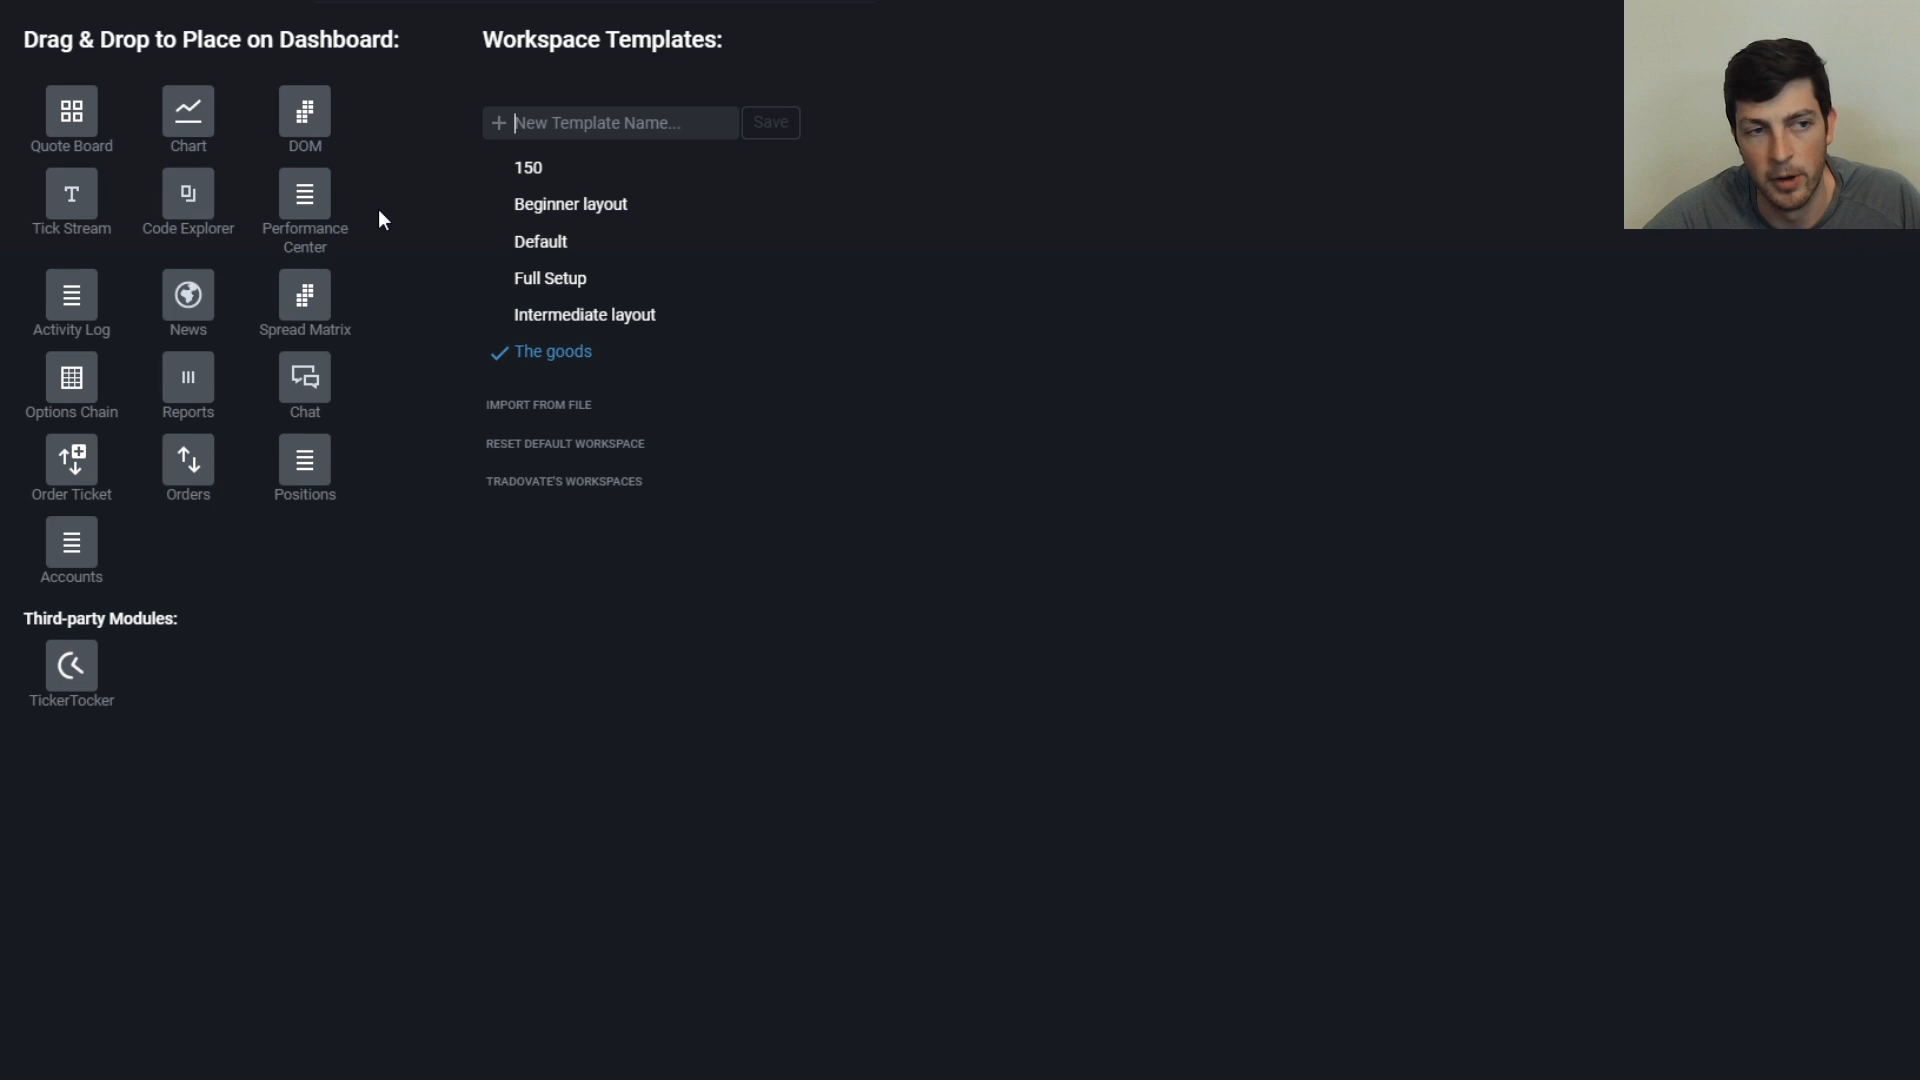 Drag & Drop to Place on Dashboard:
Quote Board
Chart
DOM
Tick Stream
Code Explorer
Performance
Center
Activity Log
News
Spread Matrix
Options Chain
Reports
Chat
Order Ticket
Orders
Positions
Accounts
Third-party Modules:
TickerTocker
Workspace Templates:
New Template Name...
Save
150
Beginner layout
Default
Full Setup
Intermediate layout
The goods
IMPORT FROM FILE
RESET DEFAULT WORKSPACE
TRADOVATE'S WORKSPACES